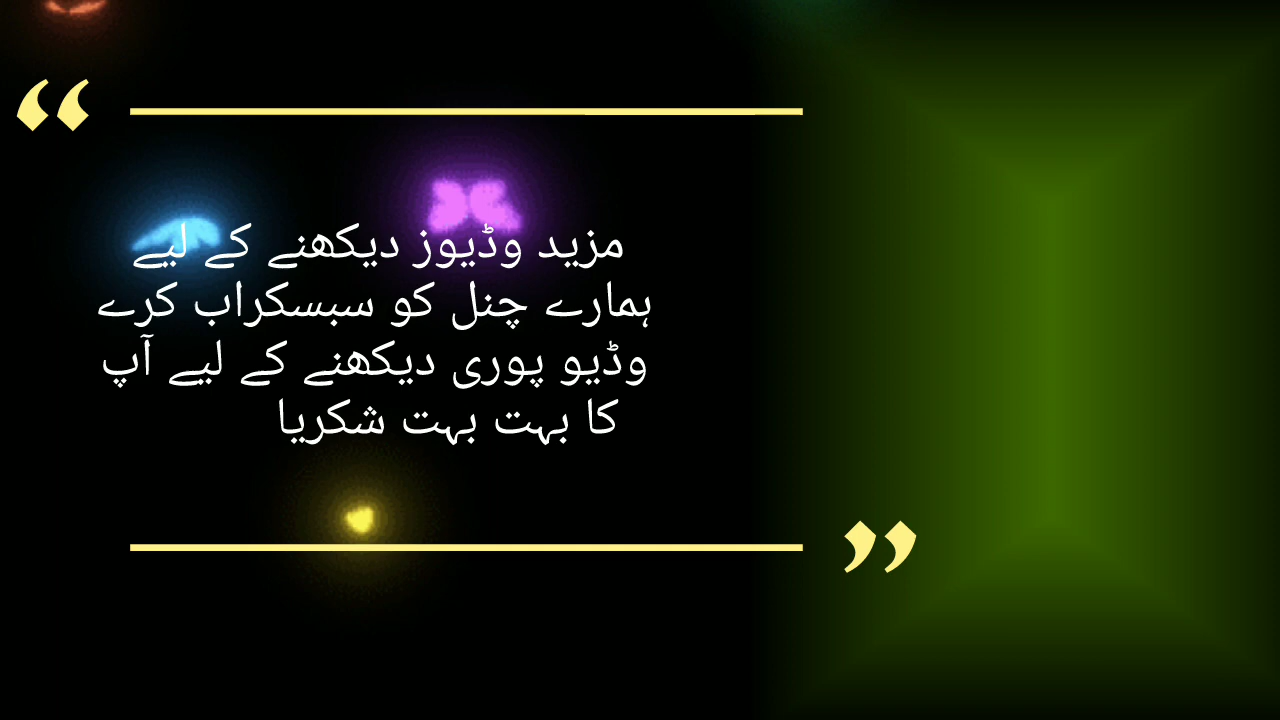 مزید وڈیوز دیکھنے کے لیے
ہمارے چنل کو سبسکراب کرے
وڈیو پوری دیکھنے کے لیے آپ
کا بہت بہت شکریا